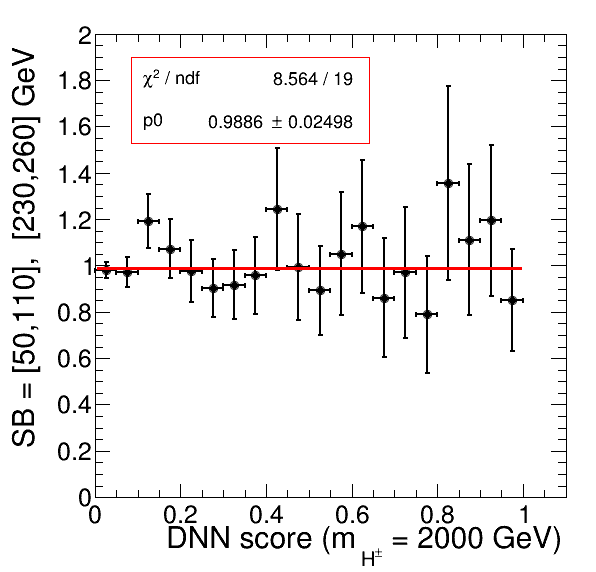 SB = [50,110], [230,260] GeV
2
1.8
1.6
1.4
1.2
1
0.8
0.6
0.4
0.2
0
χ² / ndf 8.564 / 19
p0 0.9886 ± 0.02498
0 0.2 0.4 0.6 0.8 1
DNN score (m_H± = 2000 GeV)